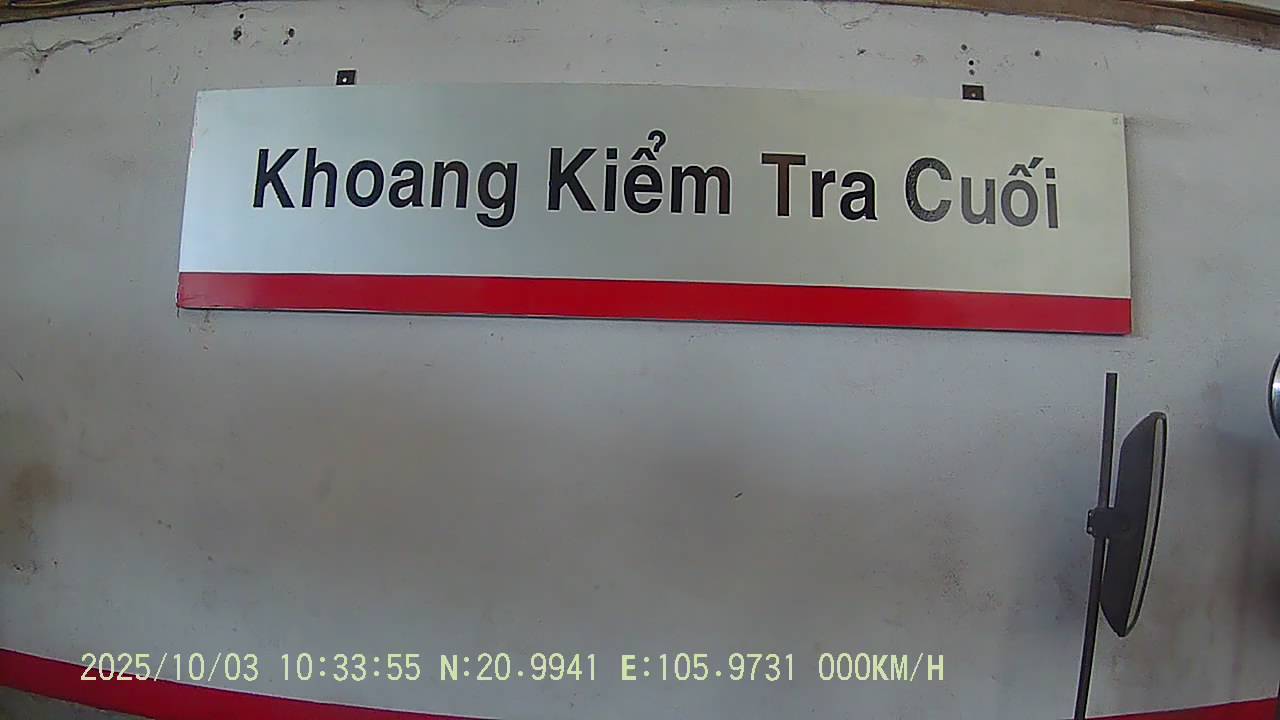 Khoang Kiểm Tra Cuối
2025/10/03 10:33:55 N:20.9941 E:105.9731 000KM/H